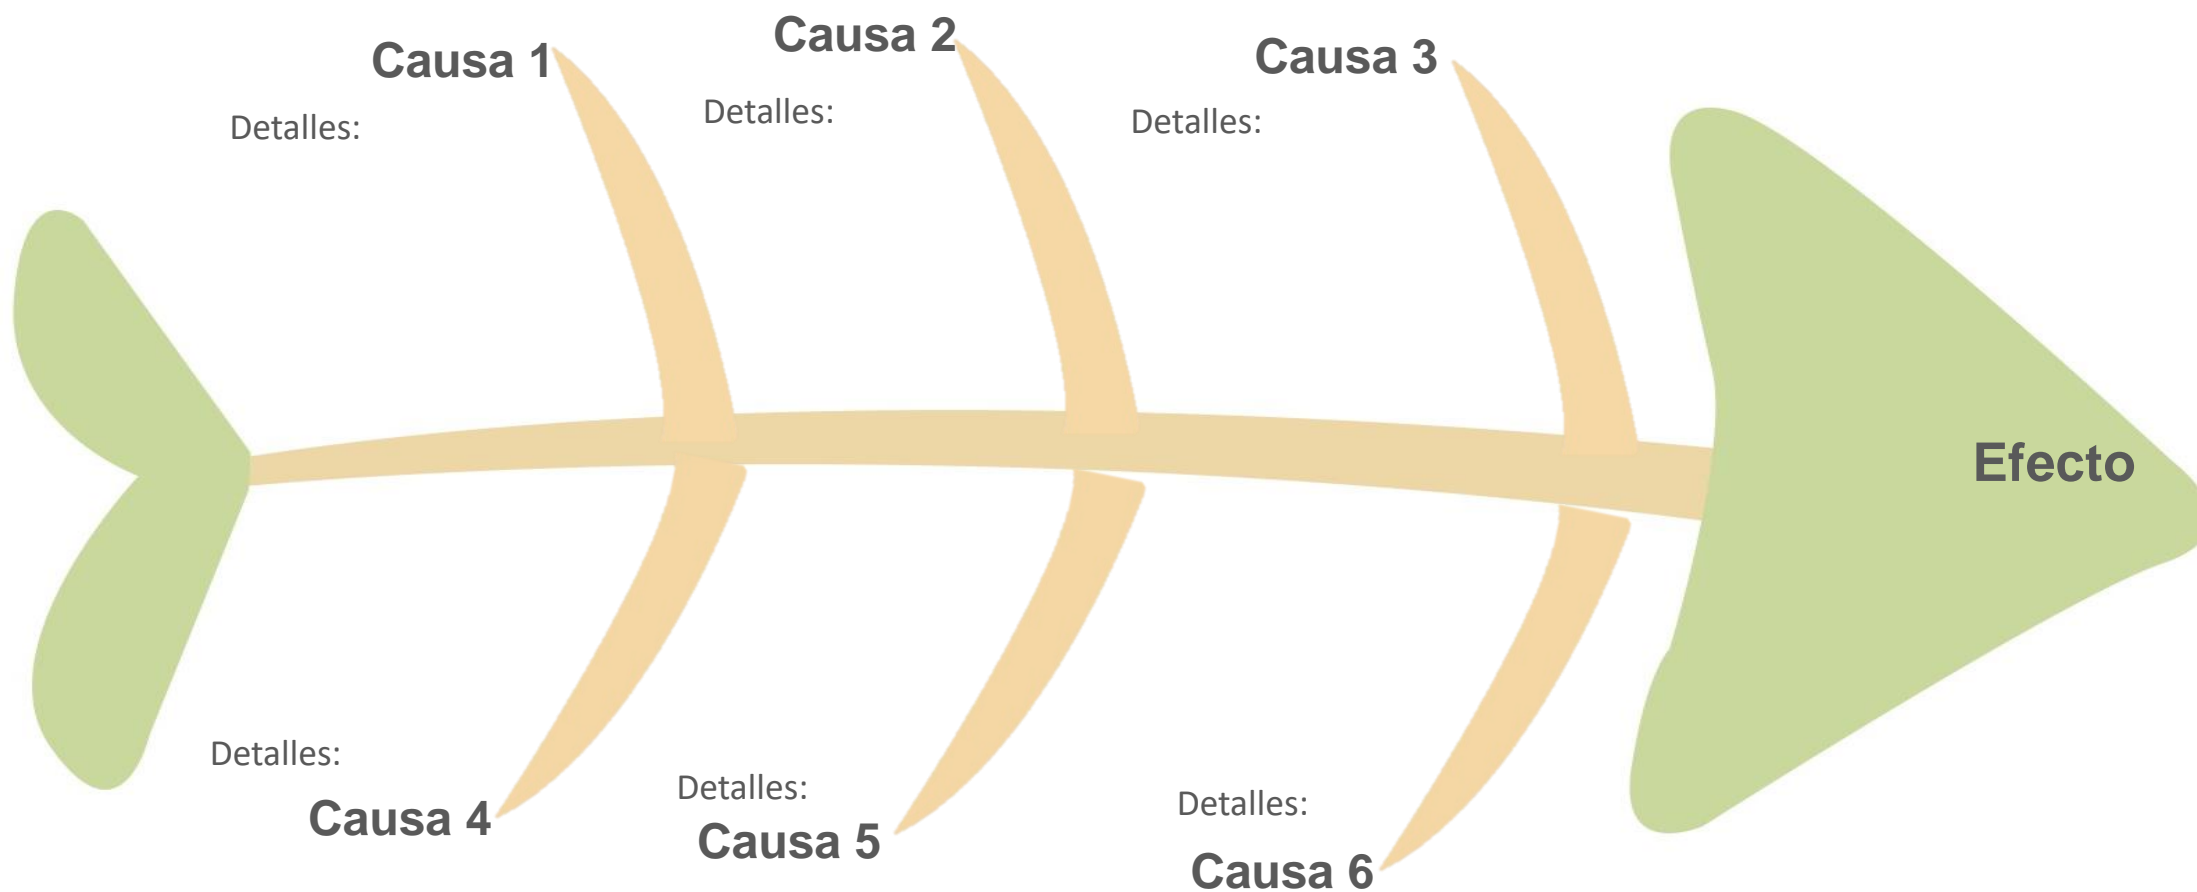 Causa 1
Detalles:
Causa 2
Detalles:
Causa 3
Detalles:
Efecto
Detalles:
Causa 4
Detalles:
Causa 5
Detalles:
Causa 6